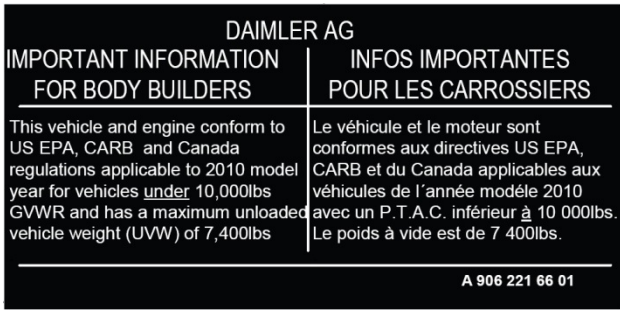 DAIMLER AG
IMPORTANT INFORMATION
FOR BODY BUILDERS
This vehicle and engine conform to
US EPA, CARB and Canada
regulations applicable to 2010 model
year for vehicles under 10,000lbs
GVWR and has a maximum unloaded
vehicle weight (UVW) of 7,400lbs
INFOS IMPORTANTES
POUR LES CARROSSIERS
Le véhicule et le moteur sont
conformes aux directives US EPA,
CARB et du Canada applicables aux
véhicules de l´année modéle 2010
avec un P.T.A.C. inférieur à 10 000lbs.
Le poids à vide est de 7 400lbs.
A 906 221 66 01